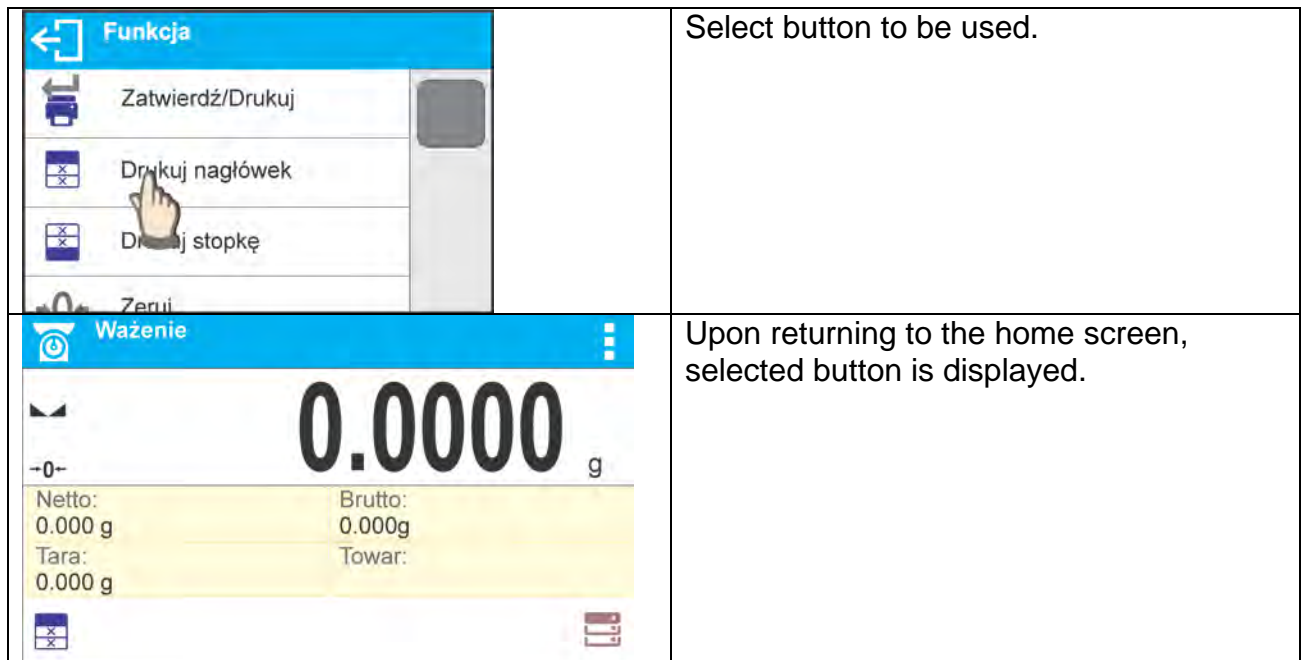 Funkcja
Select button to be used.
Zatwierdź/Drukuj
Drukuj nagłówek
Drukuj stopkę
Zeruj
Ważenie
Upon returning to the home screen,
selected button is displayed.
0.0000 g
→0←
Netto:
0.000 g
Brutto:
0.000g
Tara:
0.000 g
Towar: